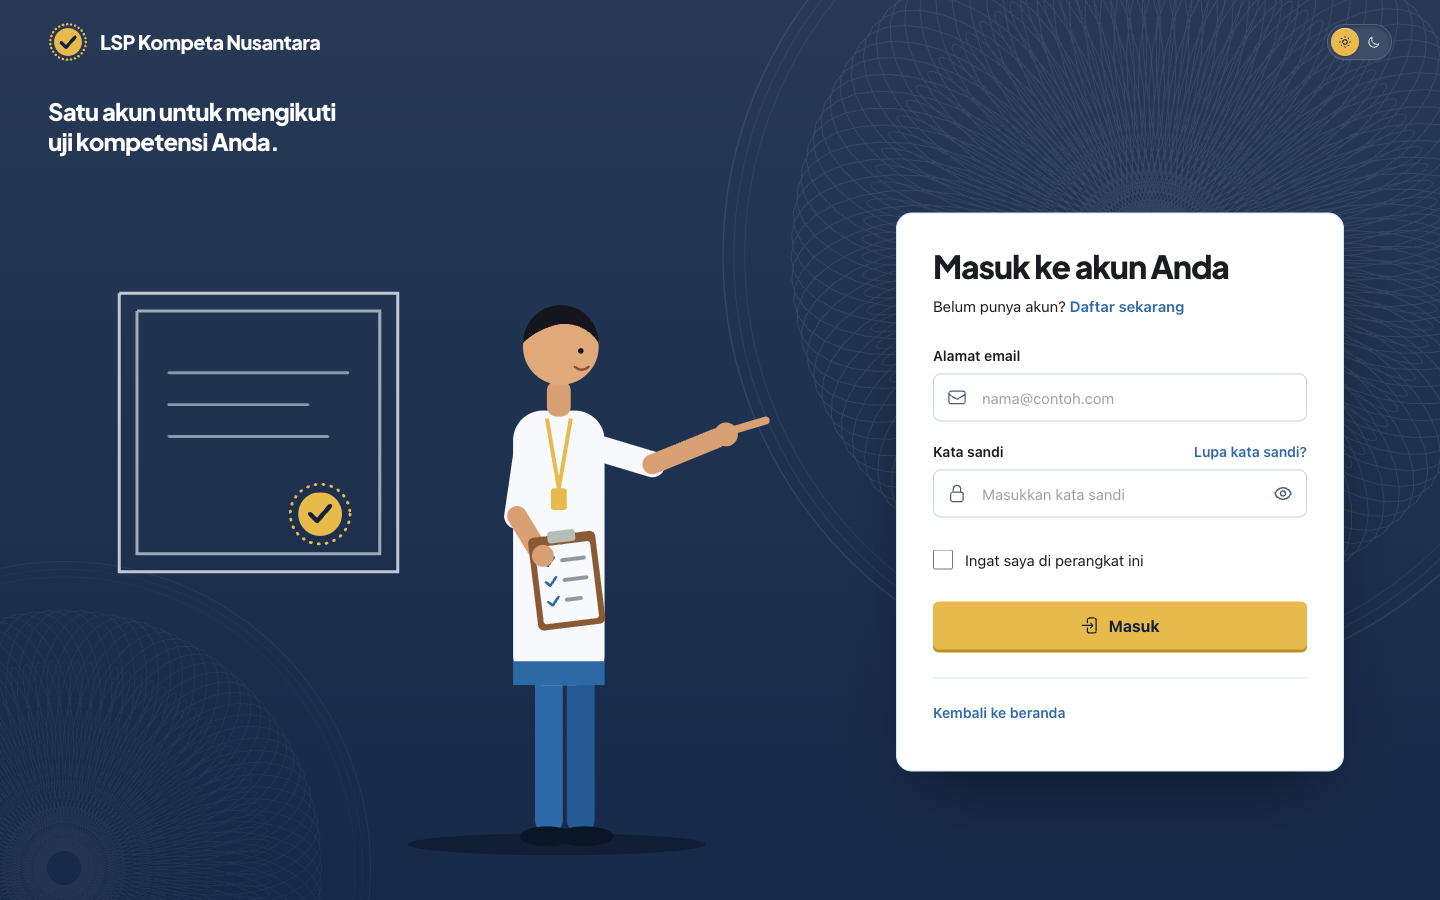 LSP Kompeta Nusantara
Satu akun untuk mengikuti
uji kompetensi Anda.
Masuk ke akun Anda
Belum punya akun? Daftar sekarang
Alamat email
nama@contoh.com
Kata sandi
Lupa kata sandi?
Masukkan kata sandi
Ingat saya di perangkat ini
Masuk
Kembali ke beranda